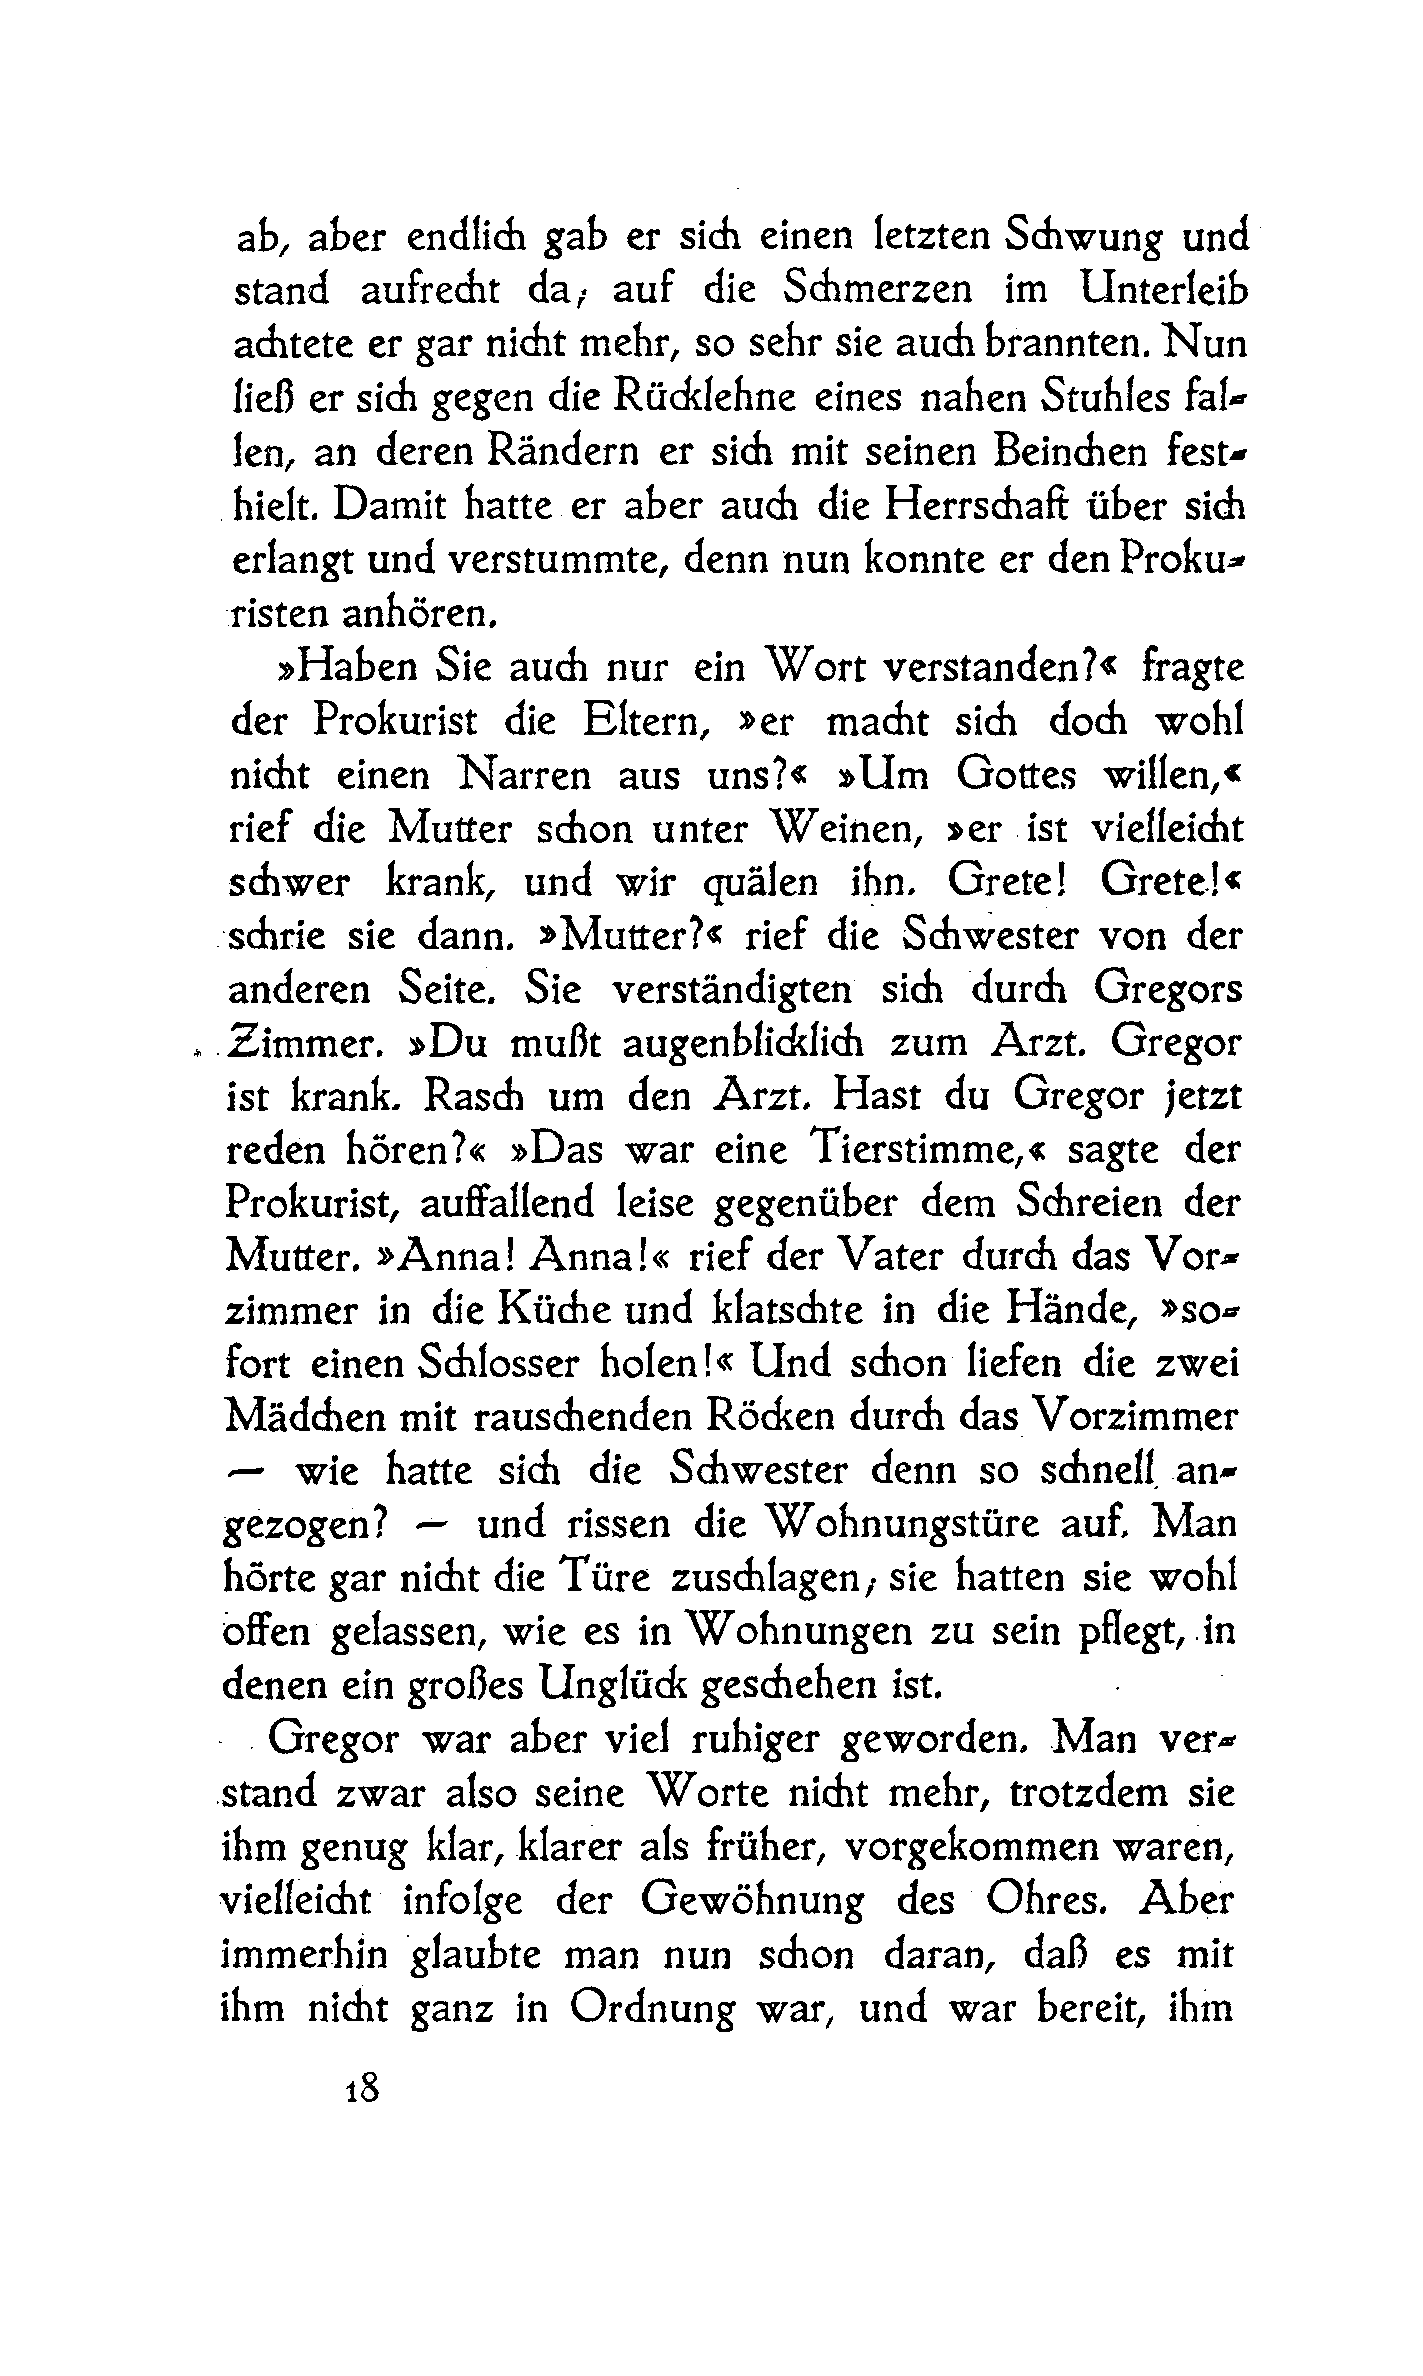 ab, aber endlich gab er sich einen letzten Schwung und
stand aufrecht da; auf die Schmerzen im Unterleib
achtete er gar nicht mehr, so sehr sie auch brannten. Nun
ließ er sich gegen die Rücklehne eines nahen Stuhles fal-
len, an deren Rändern er sich mit seinen Beinchen fest-
hielt. Damit hatte er aber auch die Herrschaft über sich
erlangt und verstummte, denn nun konnte er den Proku-
risten anhören.
»Haben Sie auch nur ein Wort verstanden?« fragte
der Prokurist die Eltern, »er macht sich doch wohl
nicht einen Narren aus uns?« »Um Gottes willen,«
rief die Mutter schon unter Weinen, »er ist vielleicht
schwer krank, und wir quälen ihn. Grete! Grete!«
schrie sie dann. »Mutter?« rief die Schwester von der
anderen Seite. Sie verständigten sich durch Gregors
Zimmer. »Du mußt augenblicklich zum Arzt. Gregor
ist krank. Rasch um den Arzt. Hast du Gregor jetzt
reden hören?« »Das war eine Tierstimme,« sagte der
Prokurist, auffallend leise gegenüber dem Schreien der
Mutter. »Anna! Anna!« rief der Vater durch das Vor-
zimmer in die Küche und klatschte in die Hände, »so-
fort einen Schlosser holen!« Und schon liefen die zwei
Mädchen mit rauschenden Röcken durch das Vorzimmer
— wie hatte sich die Schwester denn so schnell an-
gezogen? — und rissen die Wohnungstüre auf. Man
hörte gar nicht die Türe zuschlagen; sie hatten sie wohl
offen gelassen, wie es in Wohnungen zu sein pflegt, in
denen ein großes Unglück geschehen ist.
Gregor war aber viel ruhiger geworden. Man ver-
stand zwar also seine Worte nicht mehr, trotzdem sie
ihm genug klar, klarer als früher, vorgekommen waren,
vielleicht infolge der Gewöhnung des Ohres. Aber
immerhin glaubte man nun schon daran, daß es mit
ihm nicht ganz in Ordnung war, und war bereit, ihm
18